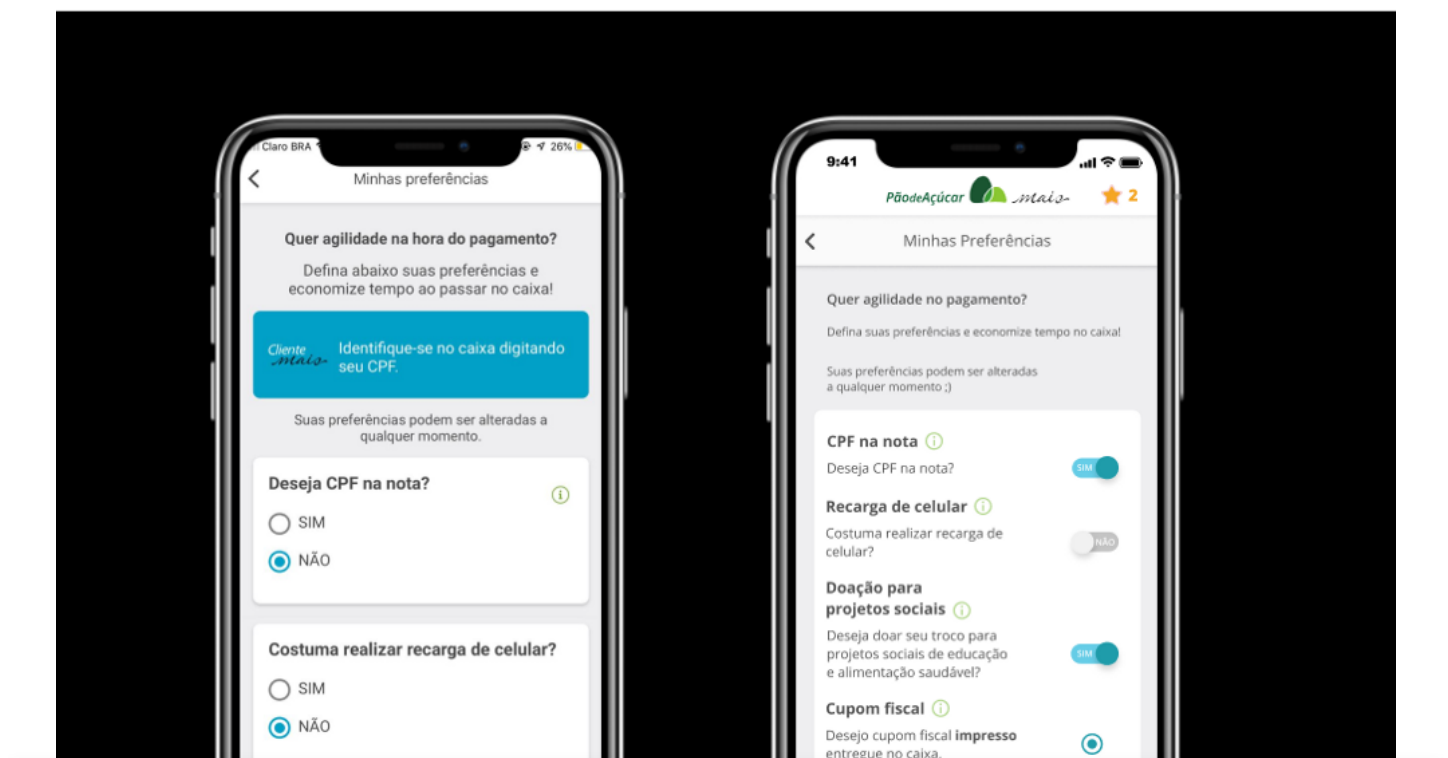 Claro BRA
26%
Minhas preferências
Quer agilidade na hora do pagamento?
Defina abaixo suas preferências e
economize tempo ao passar no caixa!
Cliente
mais
Identifique-se no caixa digitando
seu CPF.
Suas preferências podem ser alteradas a
qualquer momento.
Deseja CPF na nota?
SIM
NÃO
Costuma realizar recarga de celular?
SIM
NÃO
9:41
PãodeAçúcar mais
2
Minhas Preferências
Quer agilidade no pagamento?
Defina suas preferências e economize tempo no caixa!
Suas preferências podem ser alteradas
a qualquer momento ;)
CPF na nota
Deseja CPF na nota?
SIM
Recarga de celular
Costuma realizar recarga de
celular?
NÃO
Doação para
projetos sociais
Deseja doar seu troco para
projetos sociais de educação
e alimentação saudável?
SIM
Cupom fiscal
Desejo cupom fiscal impresso
entregue no caixa.